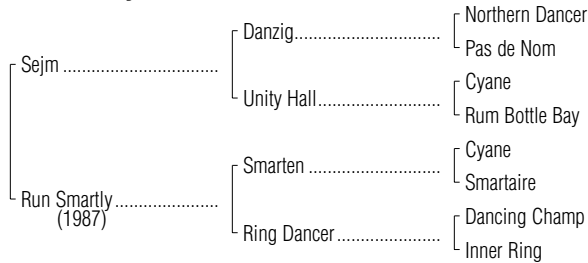 Northern Dancer
Danzig
Pas de Nom
Sejm
Cyane
Unity Hall
Rum Bottle Bay
Cyane
Smarten
Smartaire
Run Smartly
(1987)
Dancing Champ
Ring Dancer
Inner Ring